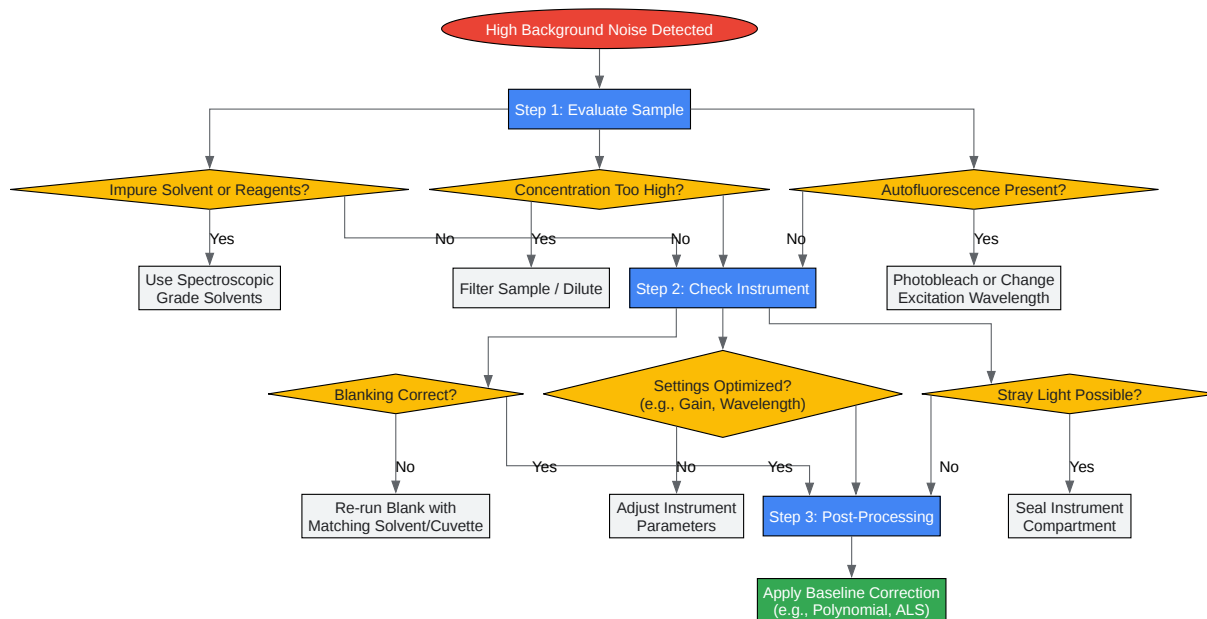 High Background Noise Detected
Step 1: Evaluate Sample
Impure Solvent or Reagents?
Concentration Too High?
Autofluorescence Present?
Yes
No
Yes
No
No
Yes
Use Spectroscopic
Grade Solvents
Filter Sample / Dilute
Step 2: Check Instrument
Photobleach or Change
Excitation Wavelength
Blanking Correct?
Settings Optimized?
(e.g., Gain, Wavelength)
Stray Light Possible?
No
Yes
No
Yes
No
Yes
Re-run Blank with
Matching Solvent/Cuvette
Adjust Instrument
Parameters
Step 3: Post-Processing
Seal Instrument
Compartment
Apply Baseline Correction
(e.g., Polynomial, ALS)